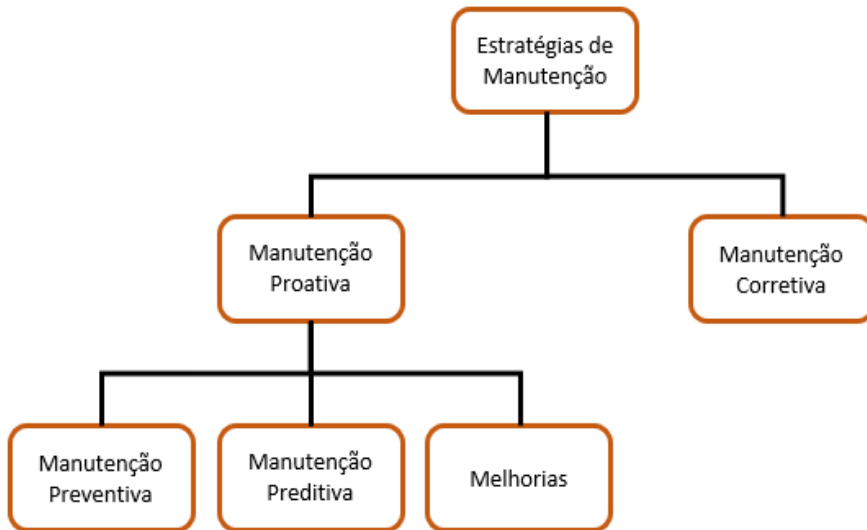 Estratégias de
Manutenção
Manutenção
Proativa
Manutenção
Corretiva
Manutenção
Preventiva
Manutenção
Preditiva
Melhorias